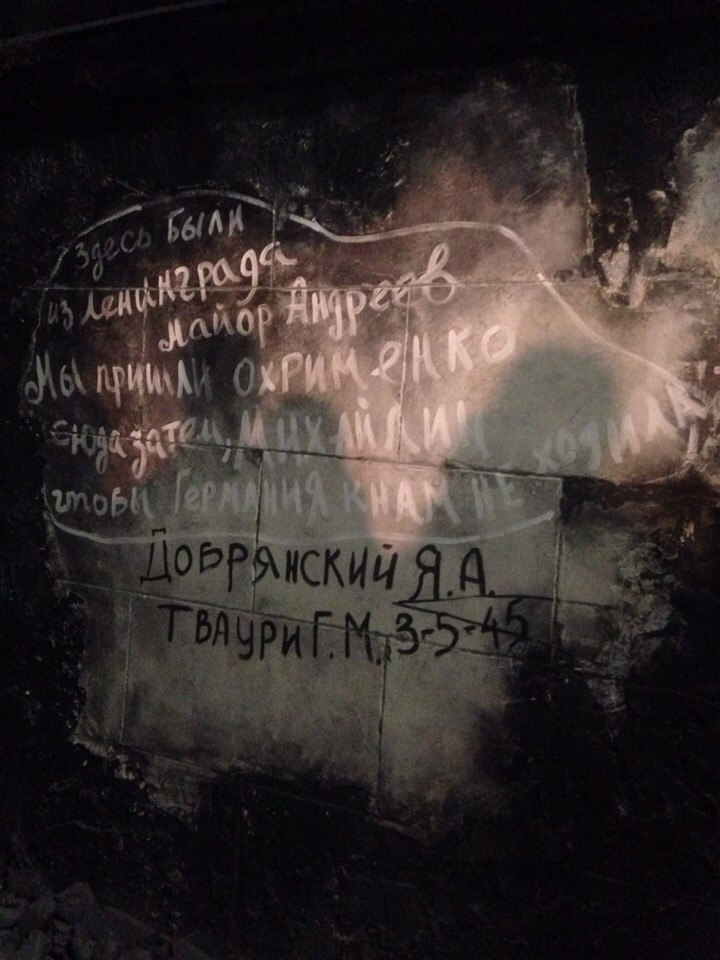 здесь были
из Ленинграда
майор Андреев
Мы пришли ОХРИМЕНКО
сюда затем, МИХАЙЛИН
чтобы ГЕРМАНИЯ К НАМ НЕ ХОДИЛА
ДОБРЯНСКИЙ Я.А.
ТВАУРИ Г.М. 3-5-45